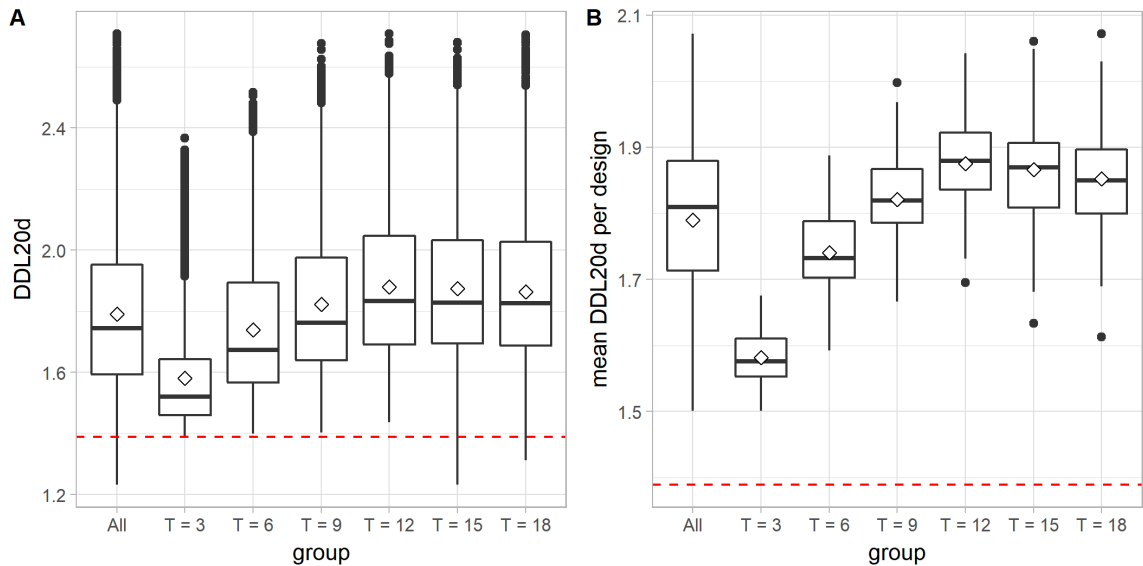 A
DDL20d
2.4
2.0
1.6
1.2
All T = 3 T = 6 T = 9 T = 12 T = 15 T = 18
group
B
mean DDL20d per design
2.1
1.9
1.7
1.5
All T = 3 T = 6 T = 9 T = 12 T = 15 T = 18
group